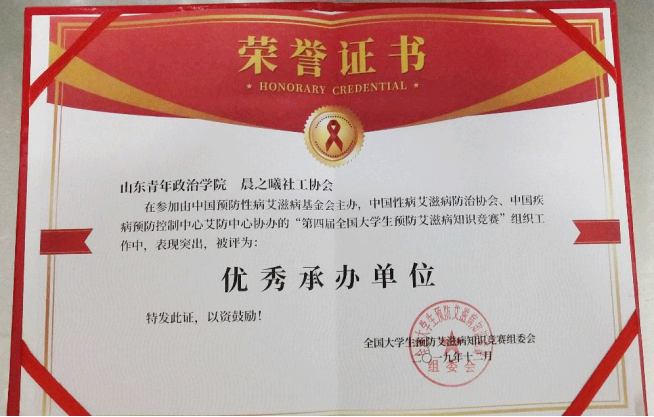 荣誉证书
★ HONORARY CREDENTIAL ★
山东青年政治学院 晨之曦社工协会
在参加由中国预防性病艾滋病基金会主办，中国性病艾滋病防治协会、中国疾
病预防控制中心艾防中心协办的“第四届全国大学生预防艾滋病知识竞赛”组织工
作中，表现突出，被评为：
优秀承办单位
特发此证，以资鼓励！
全国大学生预防艾滋病知识竞赛组委会
一九年十二月
组委会